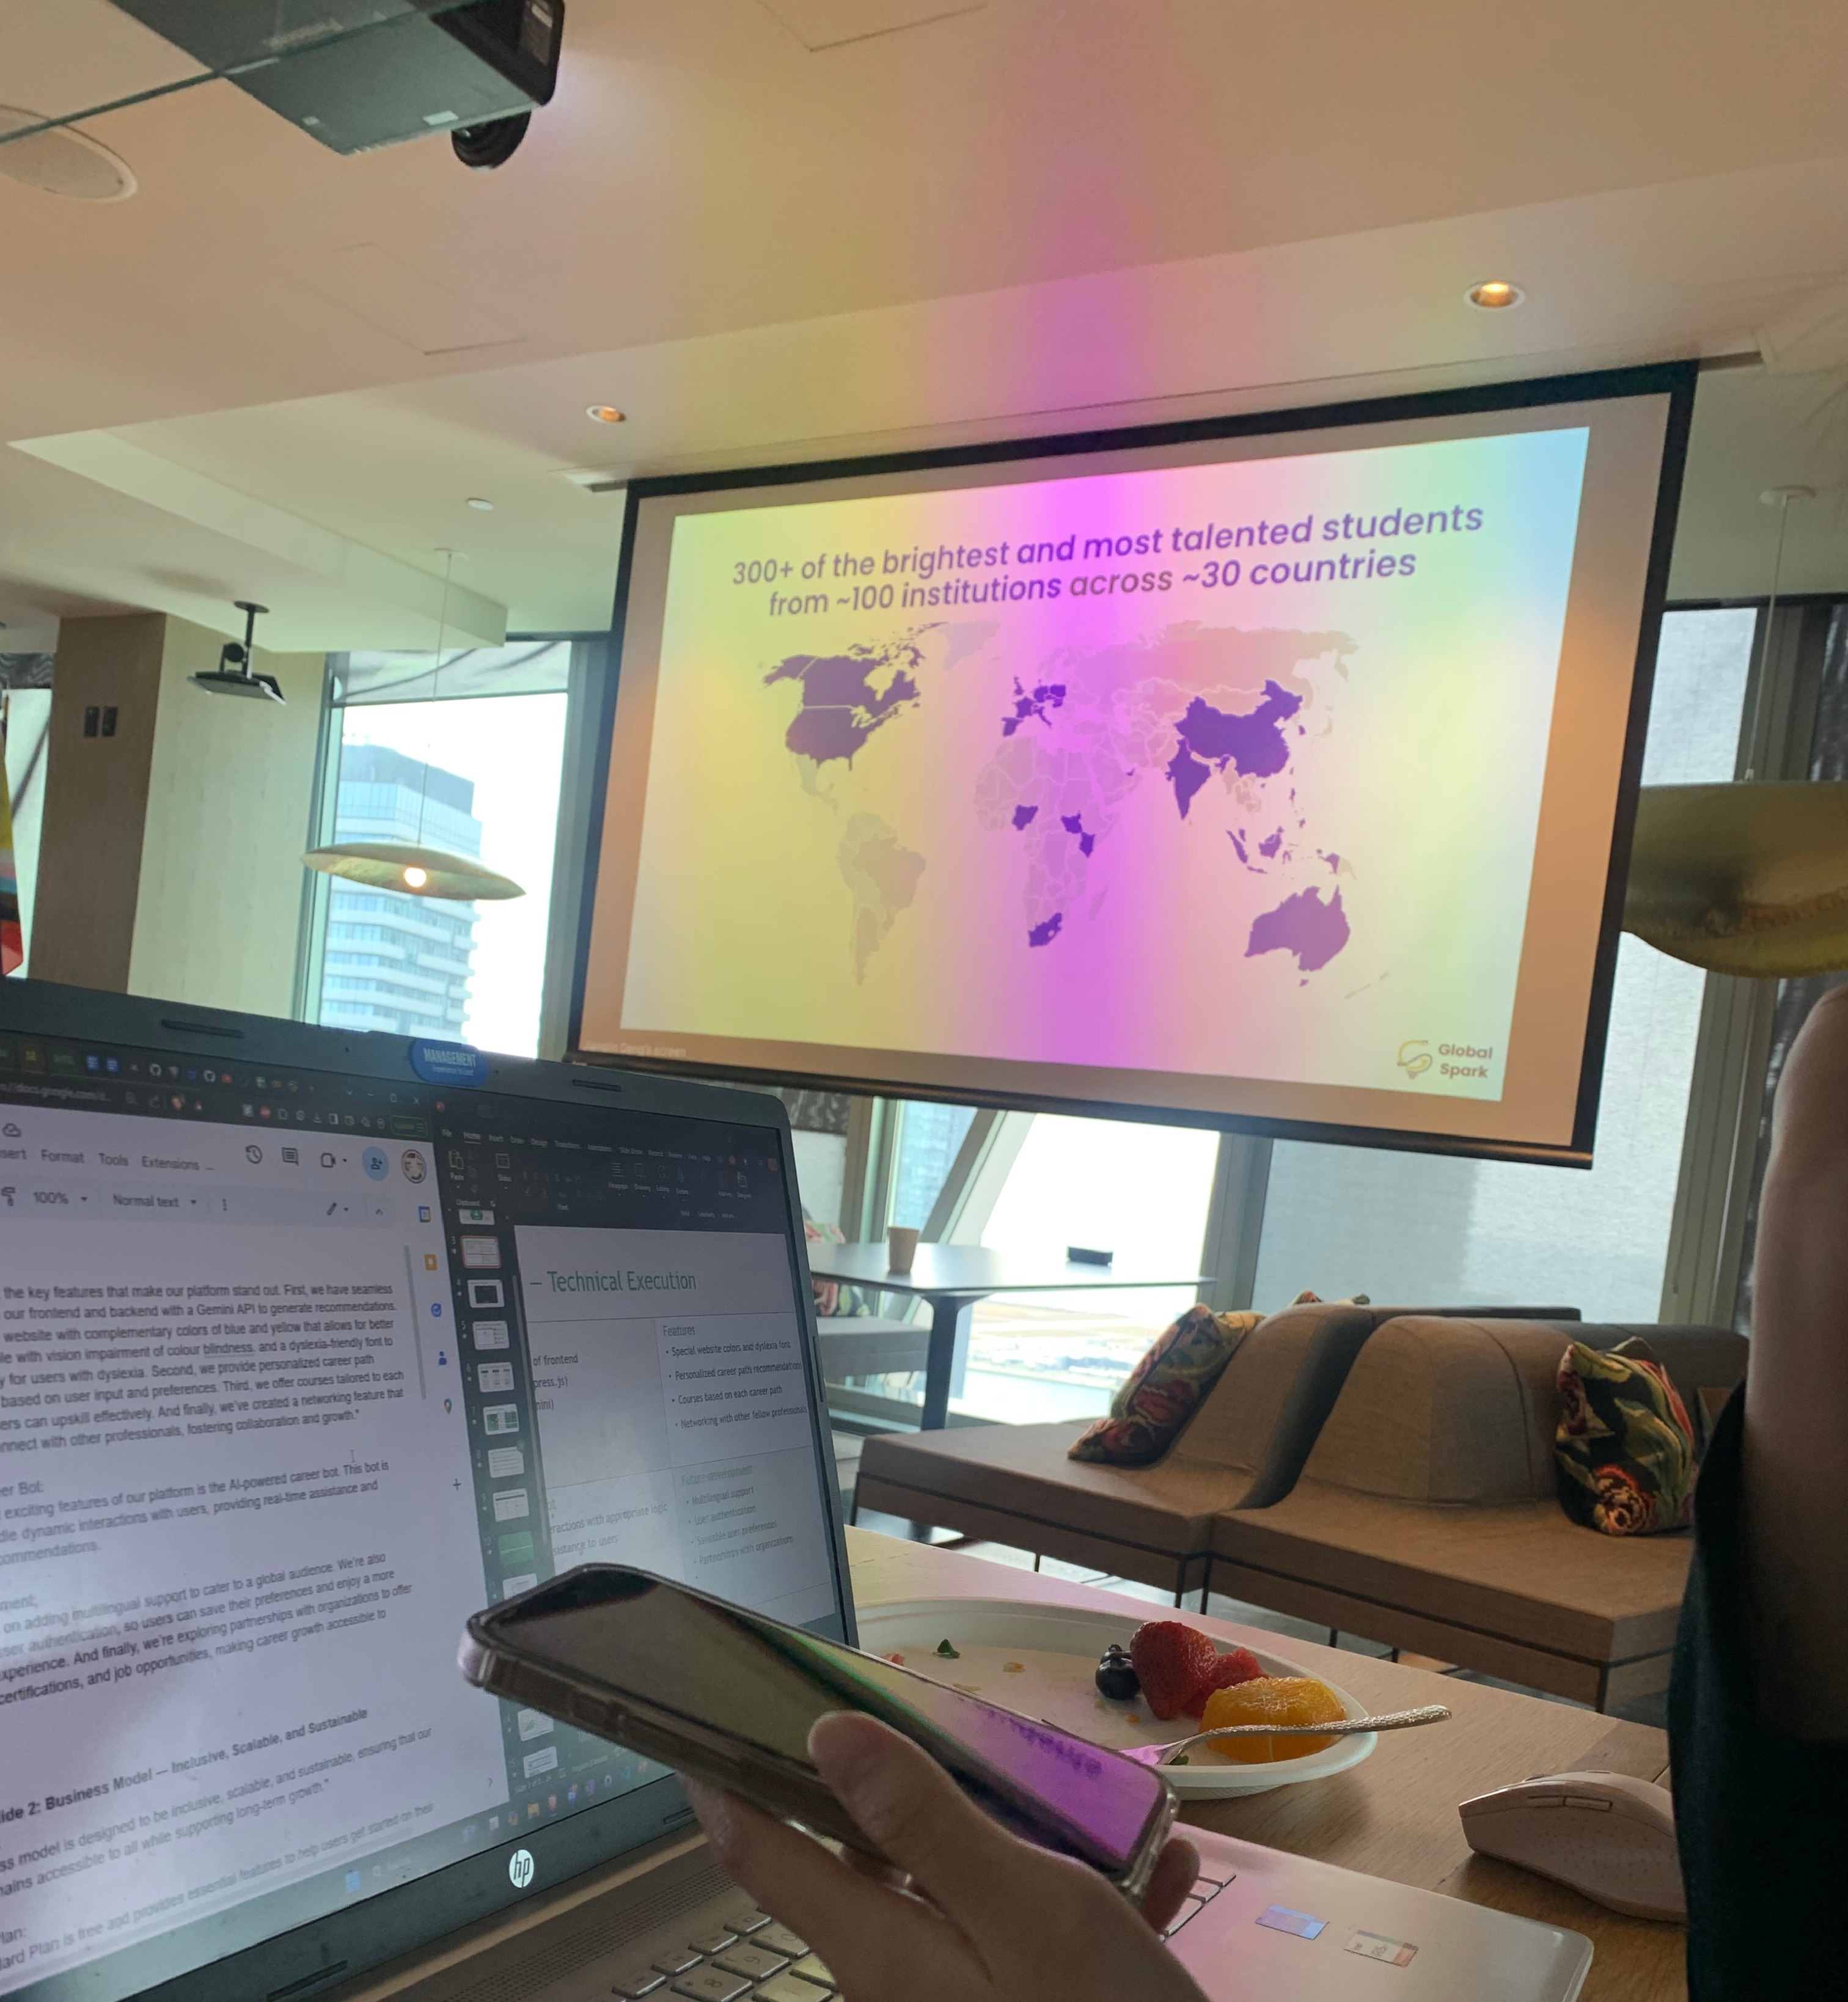 300+ of the brightest and most talented students
from ~100 institutions across ~30 countries
Global
Spark
MANAGEMENT
Format Tools Extensions ...
100% Normal text
the key features that make our platform stand out. First, we have seamless
our frontend and backend with a Gemini API to generate recommendations.
website with complementary colors of blue and yellow that allows for better
le with vision impairment of colour blindness. and a dyslexia-friendly font to
y for users with dyslexia. Second, we provide personalized career path
based on user input and preferences. Third, we offer courses tailored to each
ers can upskill effectively. And finally, we've created a networking feature that
nnect with other professionals, fostering collaboration and growth."
er Bot:
exciting features of our platform is the AI-powered career bot. This bot is
dle dynamic interactions with users, providing real-time assistance and
commendations.
ment:
on adding multilingual support to cater to a global audience. We're also
user authentication, so users can save their preferences and enjoy a more
xperience. And finally, we're exploring partnerships with organizations to offer
certifications, and job opportunities, making career growth accessible to
ide 2: Business Model — Inclusive, Scalable, and Sustainable
ss model is designed to be inclusive, scalable, and sustainable, ensuring that our
ains accessible to all while supporting long-term growth."
lan:
lard Plan is free and provides essential features to help users get started on their
– Technical Execution
of frontend
press.js)
mini)
Features
• Special website colors and dyslexia font
• Personalized career path recommendations
• Courses based on each career path
• Networking with other fellow professionals
eractions with appropriate logic
sistance to users
Future development
• Multilingual support
• User authentication
• Saveable user preferences
• Partnerships with organizations
hp